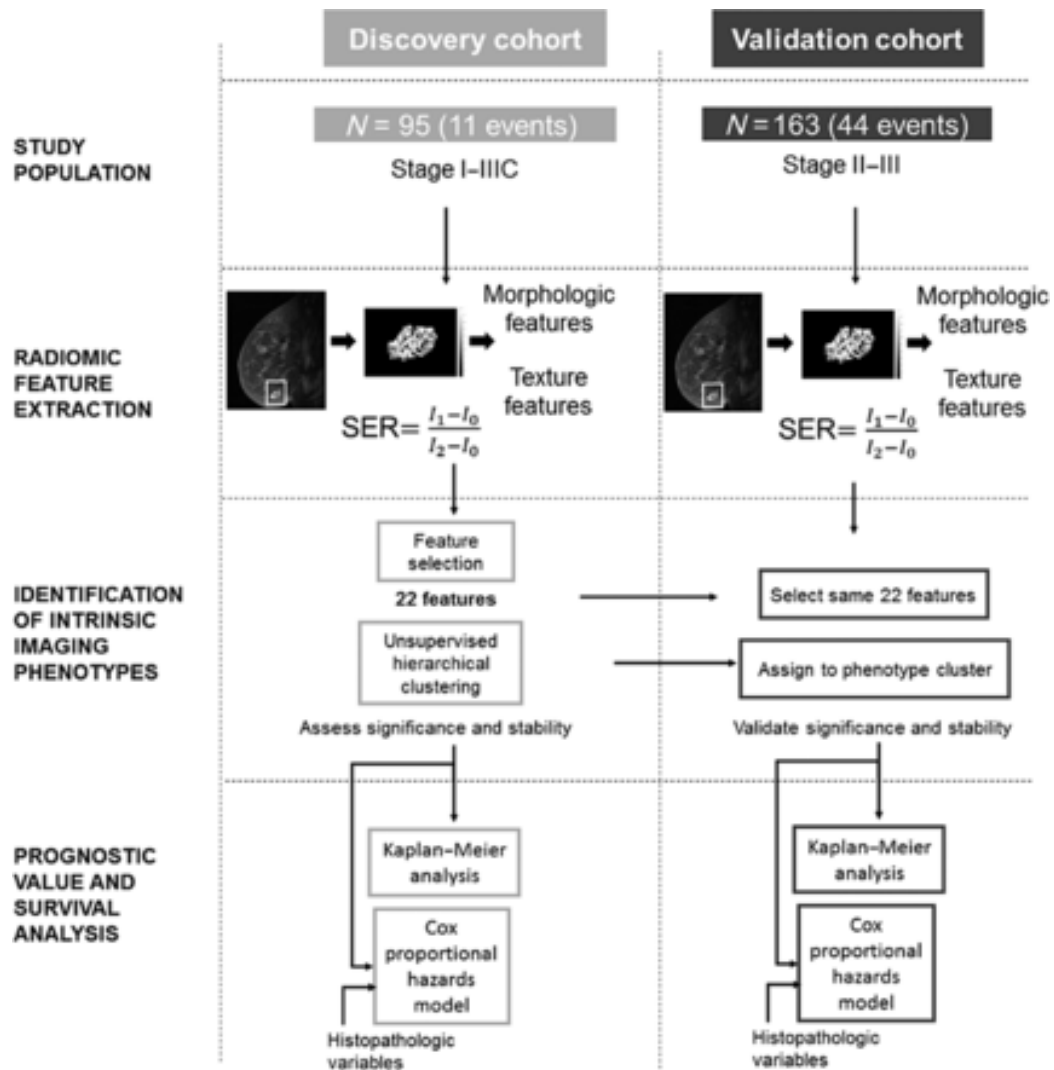 Discovery cohort
Validation cohort
STUDY
POPULATION
N = 95 (11 events)
Stage I–IIIC
N = 163 (44 events)
Stage II–III
RADIOMIC
FEATURE
EXTRACTION
Morphologic
features
Texture
features
SER= I₁−I₀ / I₂−I₀
Morphologic
features
Texture
features
SER= I₁−I₀ / I₂−I₀
IDENTIFICATION
OF INTRINSIC
IMAGING
PHENOTYPES
Feature
selection
22 features
Unsupervised
hierarchical
clustering
Assess significance and stability
Select same 22 features
Assign to phenotype cluster
Validate significance and stability
PROGNOSTIC
VALUE AND
SURVIVAL
ANALYSIS
Kaplan–Meier
analysis
Cox
proportional
hazards
model
Histopathologic
variables
Kaplan–Meier
analysis
Cox
proportional
hazards
model
Histopathologic
variables